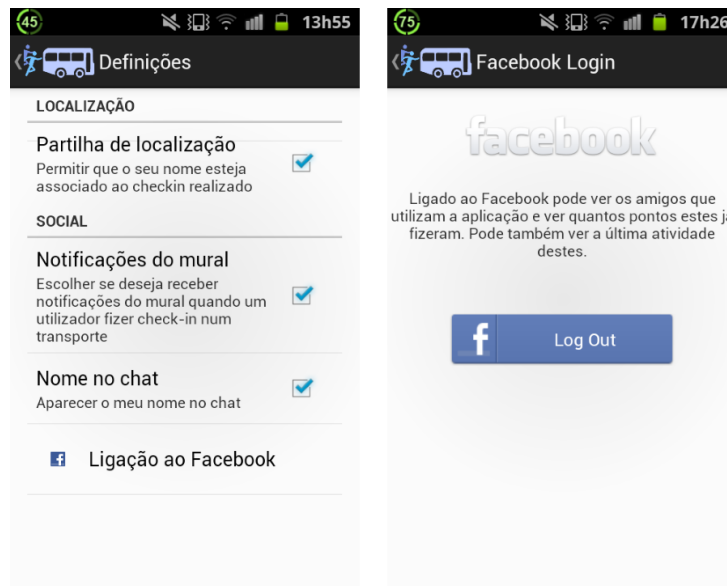 45
13h55
Definições
LOCALIZAÇÃO
Partilha de localização
Permitir que o seu nome esteja
associado ao checkin realizado
SOCIAL
Notificações do mural
Escolher se deseja receber
notificações do mural quando um
utilizador fizer check-in num
transporte
Nome no chat
Aparecer o meu nome no chat
f
Ligação ao Facebook
75
17h26
Facebook Login
facebook
Ligado ao Facebook pode ver os amigos que
utilizam a aplicação e ver quantos pontos estes j
fizeram. Pode também ver a última atividade
destes.
f
Log Out